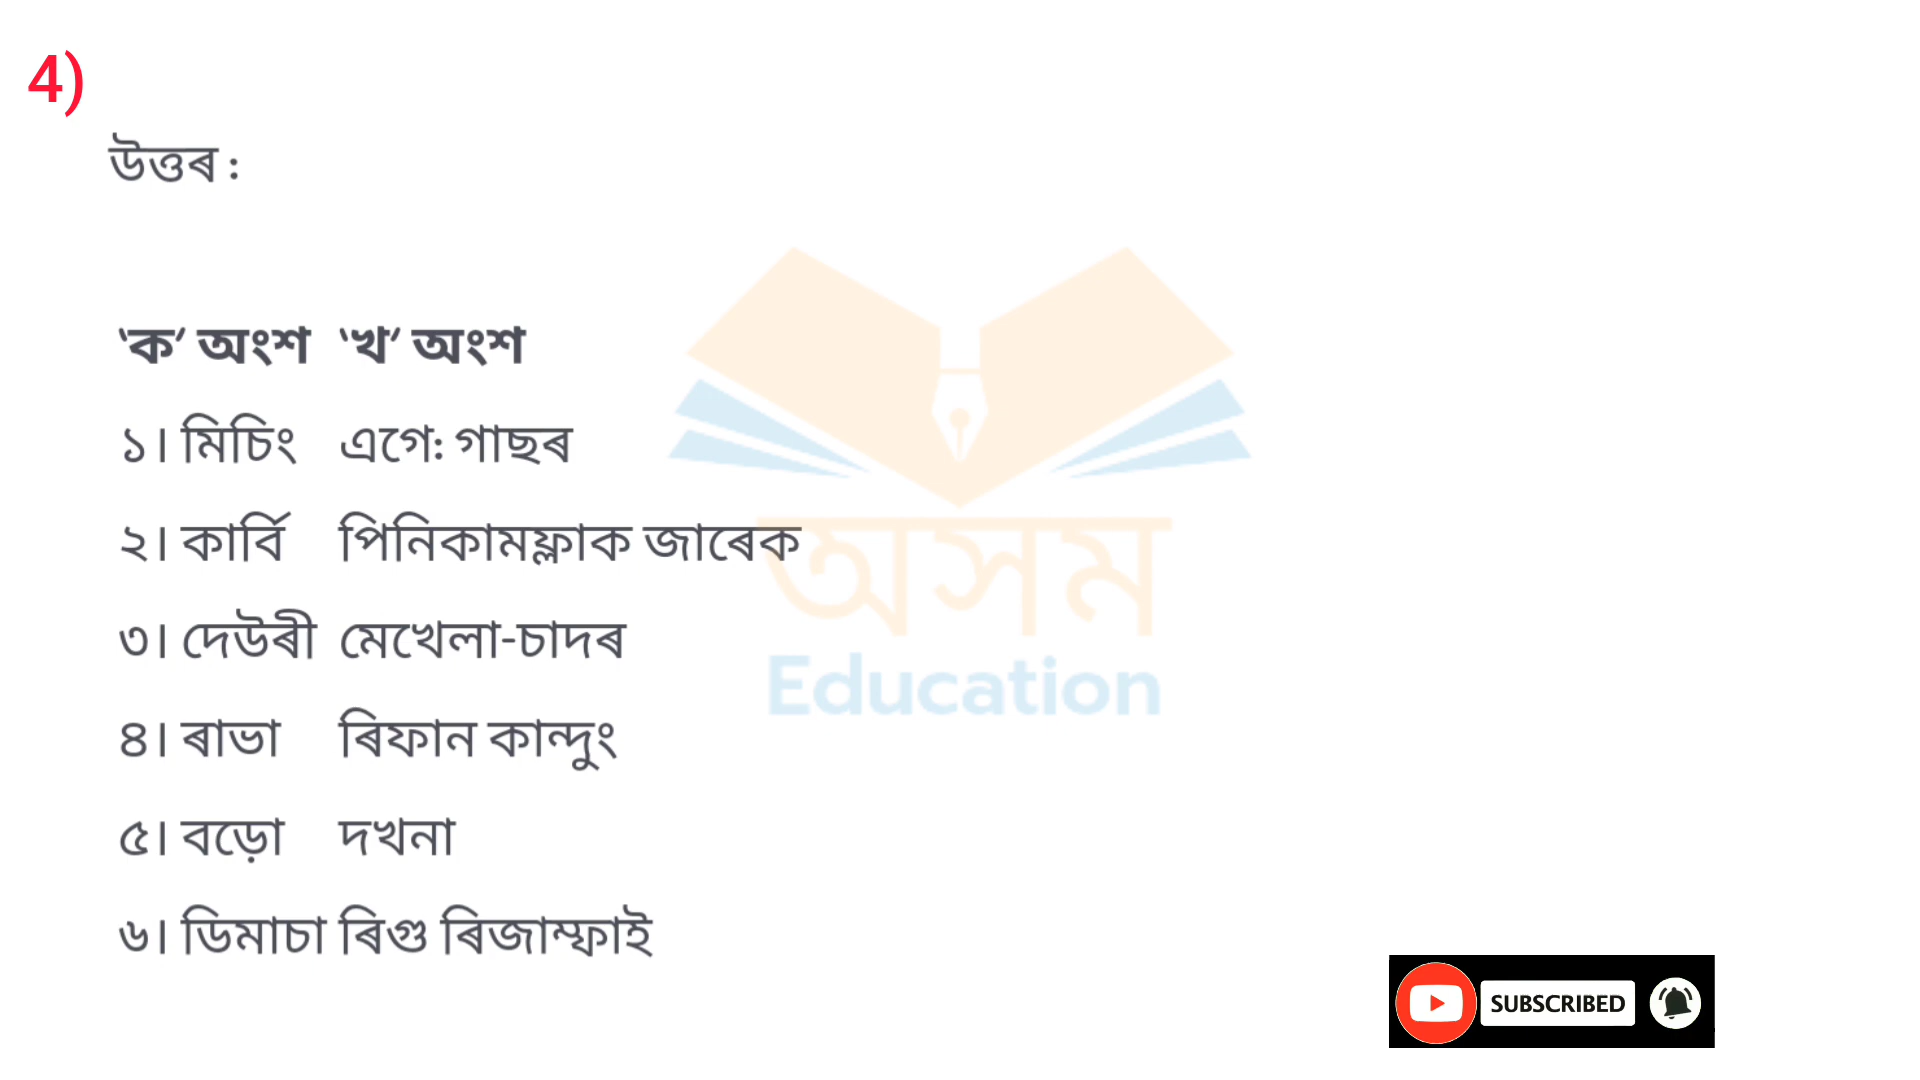 4)
উত্তৰ :
‘ক’ অংশ ‘খ’ অংশ
১। মিচিং এগে: গাছৰ
২। কাৰ্বি পিনিকামফ্লাক জাৰেক
৩। দেউৰী মেখেলা-চাদৰ
৪। ৰাভা ৰিফান কান্দুং
৫। বড়ো দখনা
৬। ডিমাচা ৰিগু ৰিজাম্ফাই
অসম
Education
SUBSCRIBED